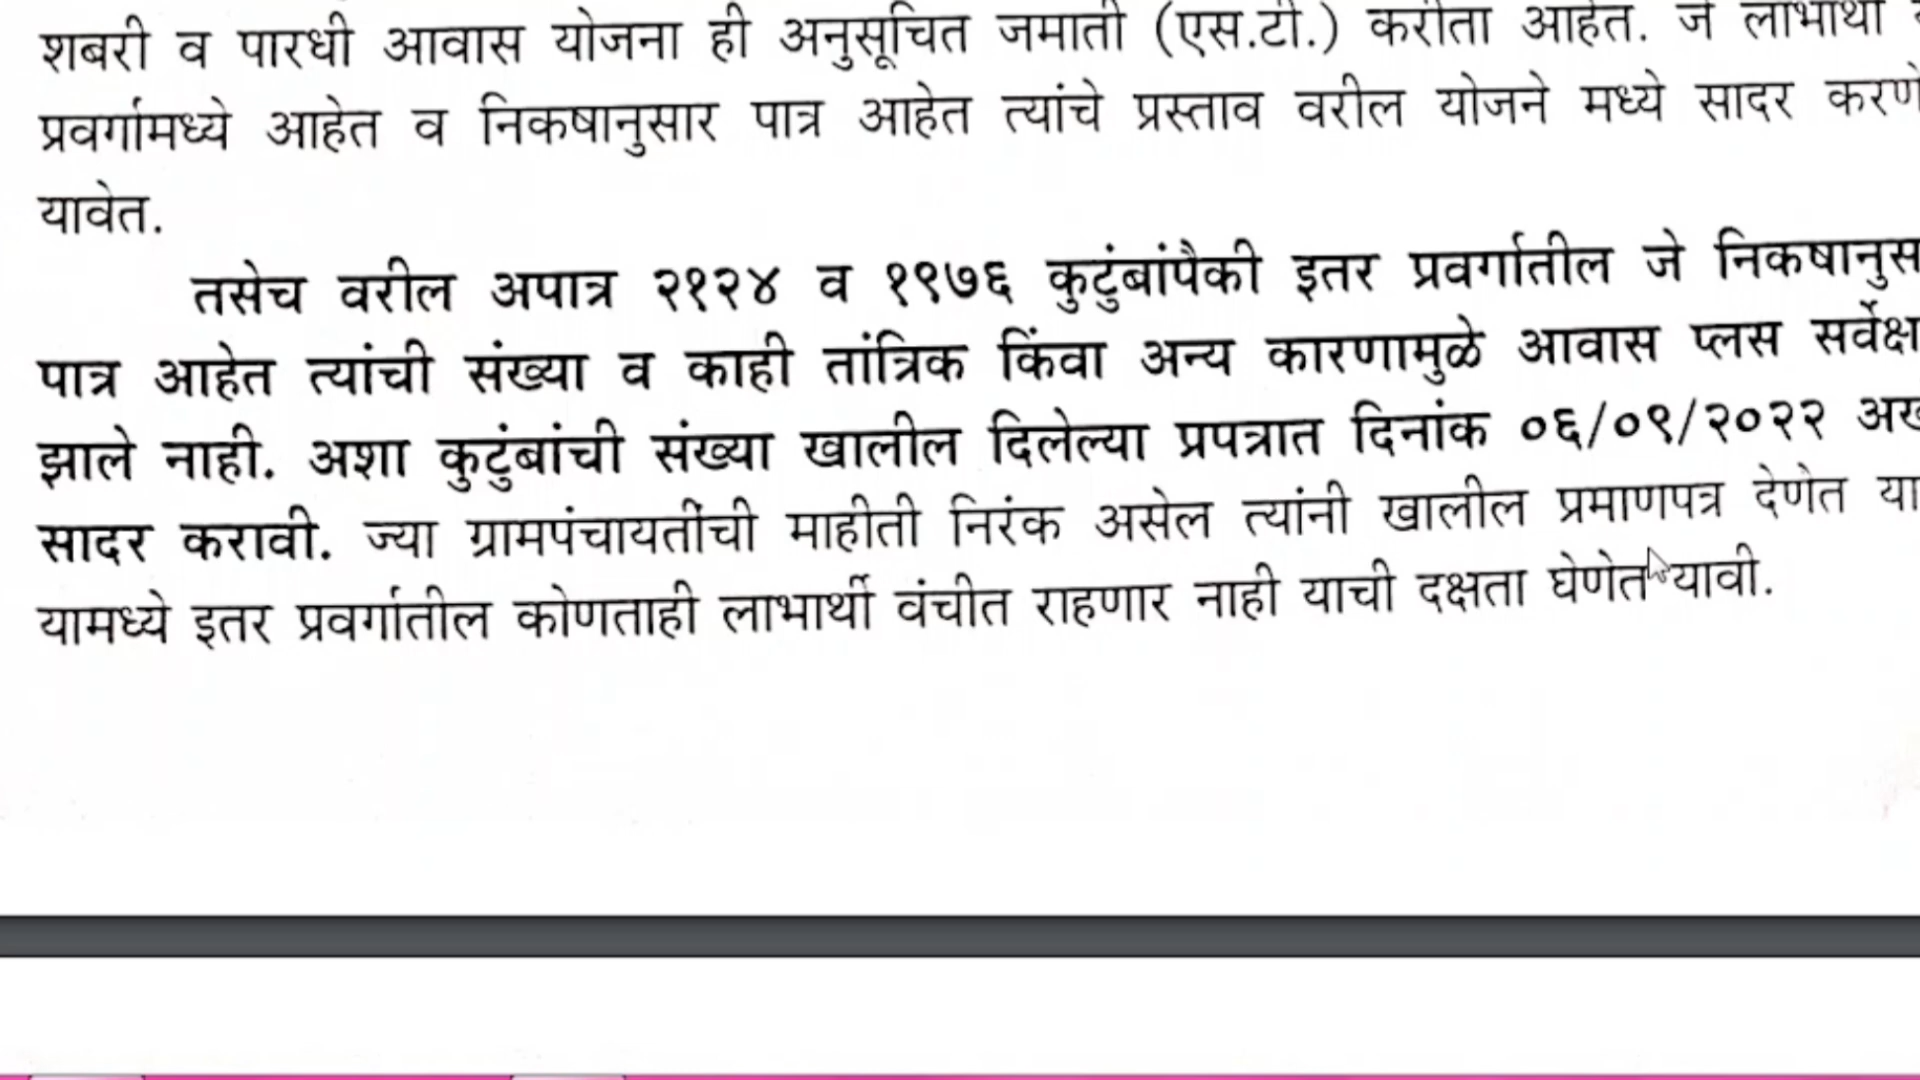 शबरी व पारधी आवास योजना ही अनुसूचित जमाती (एस.टी.) करीता आहेत. जे लाभार्थी
प्रवर्गामध्ये आहेत व निकषानुसार पात्र आहेत त्यांचे प्रस्ताव वरील योजने मध्ये सादर करणे
यावेत.
तसेच वरील अपात्र २१२४ व १९७६ कुटुंबांपैकी इतर प्रवर्गातील जे निकषानुस
पात्र आहेत त्यांची संख्या व काही तांत्रिक किंवा अन्य कारणामुळे आवास प्लस सर्वेक्ष
झाले नाही. अशा कुटुंबांची संख्या खालील दिलेल्या प्रपत्रात दिनांक ०६/०९/२०२२ अख
सादर करावी. ज्या ग्रामपंचायतींची माहीती निरंक असेल त्यांनी खालील प्रमाणपत्र देणेत या
यामध्ये इतर प्रवर्गातील कोणताही लाभार्थी वंचीत राहणार नाही याची दक्षता घेणेत यावी.